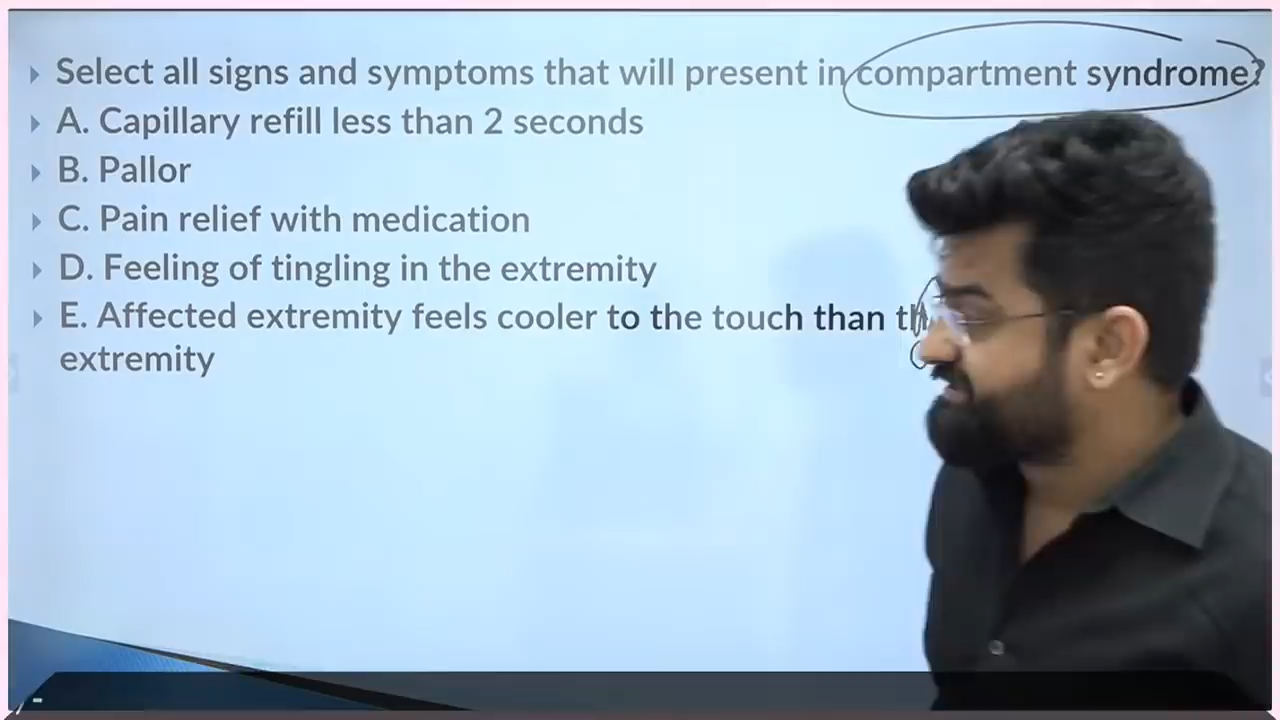 Select all signs and symptoms that will present in compartment syndrome?
A. Capillary refill less than 2 seconds
B. Pallor
C. Pain relief with medication
D. Feeling of tingling in the extremity
E. Affected extremity feels cooler to the touch than
extremity